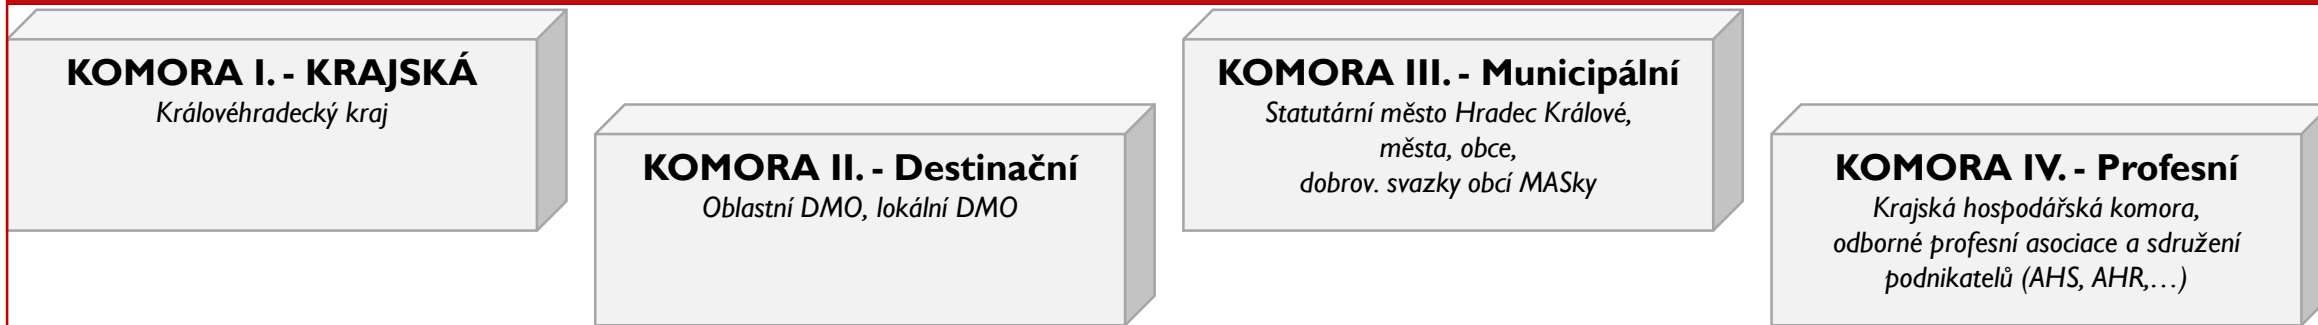 KOMORA I. - KRAJSKÁ
Královéhradecký kraj
KOMORA II. - Destinační
Oblastní DMO, lokální DMO
KOMORA III. - Municipální
Statutární město Hradec Králové,
města, obce,
dobrov. svazky obcí MASky
KOMORA IV. - Profesní
Krajská hospodářská komora,
odborné profesní asociace a sdružení
podnikatelů (AHS, AHR,…)